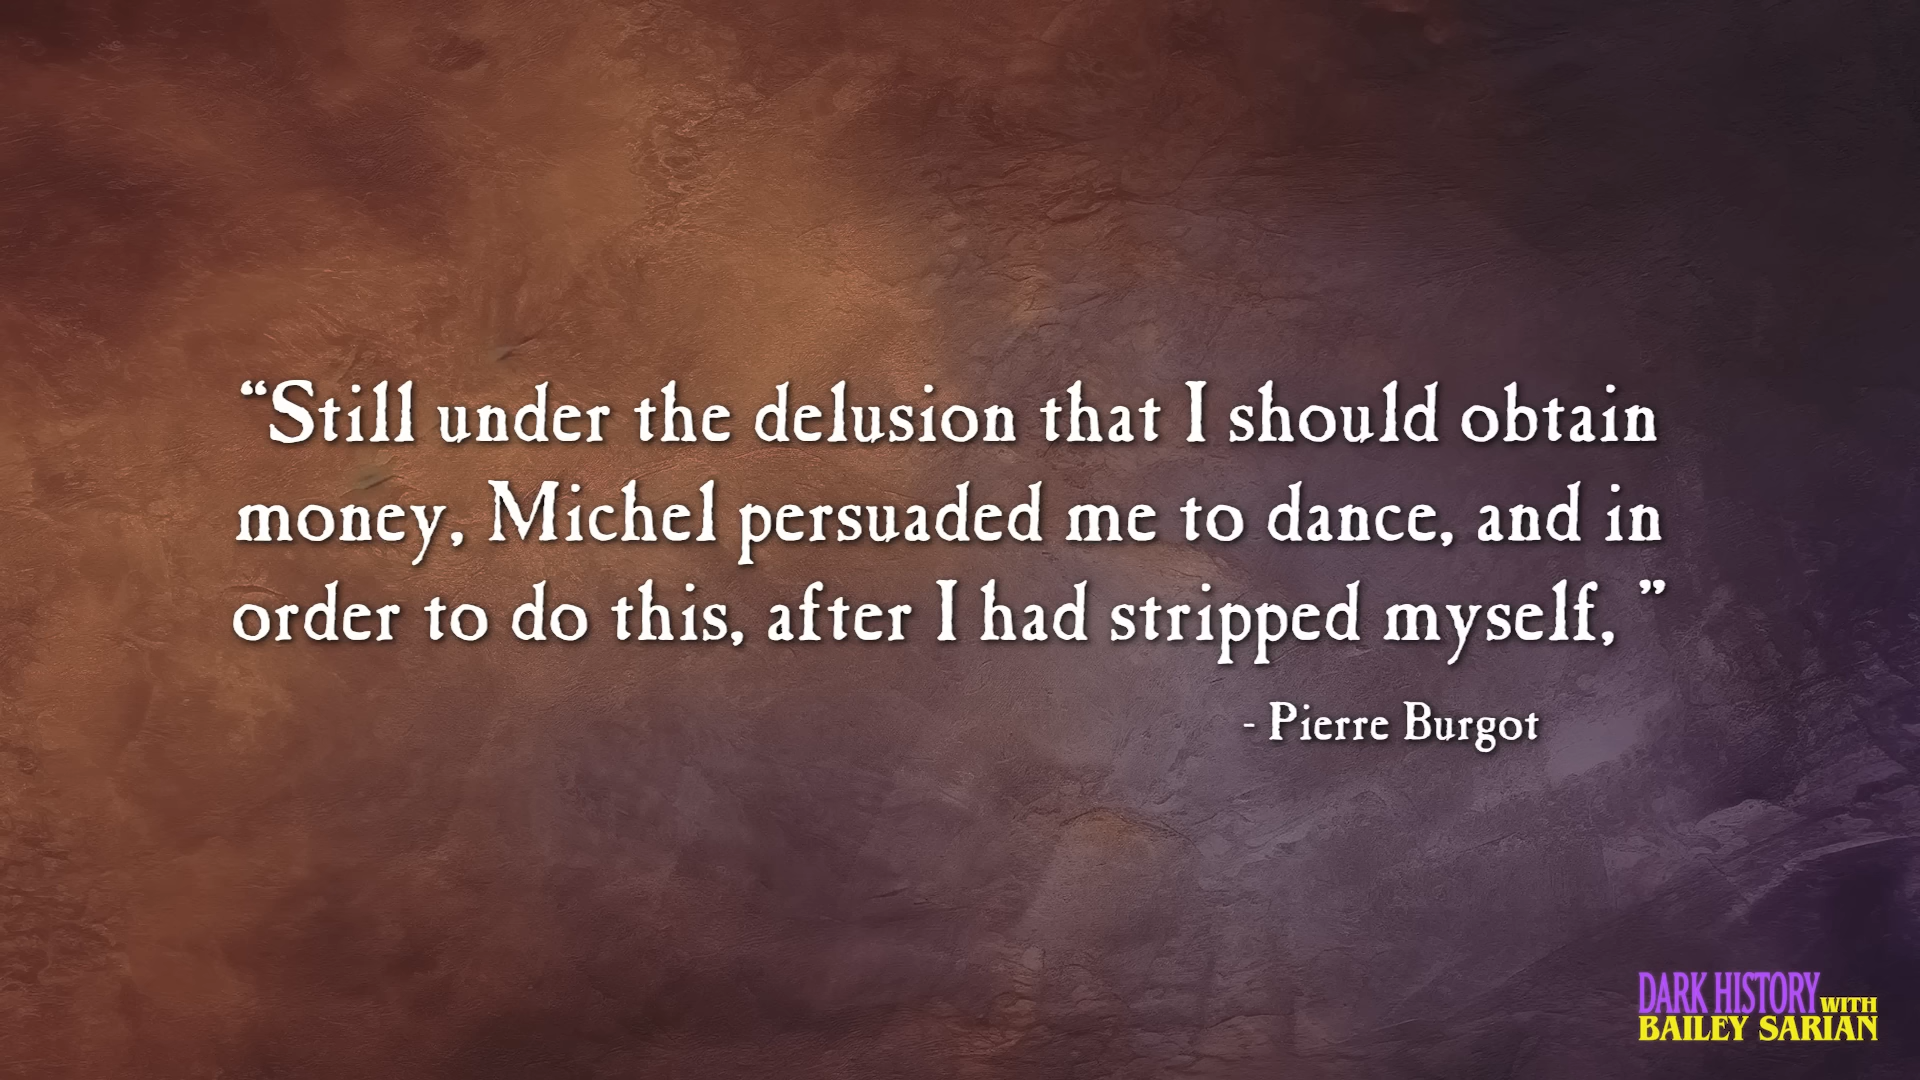 “Still under the delusion that I should obtain
money, Michel persuaded me to dance, and in
order to do this, after I had stripped myself, ”
- Pierre Burgot
DARK HISTORY WITH
BAILEY SARIAN